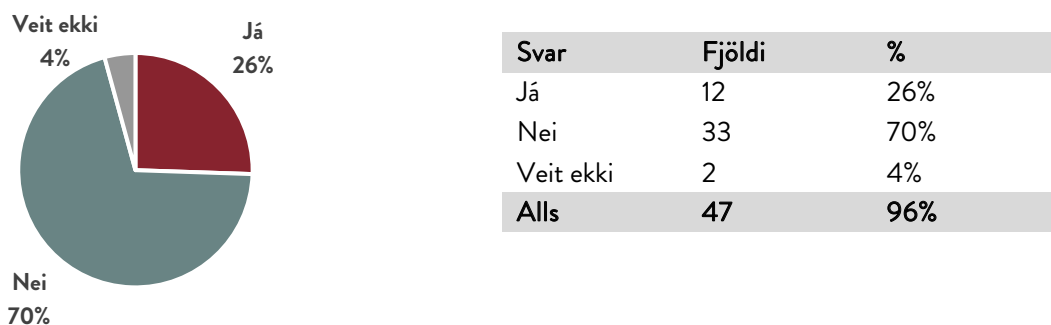 Veit ekki
4%
Já
26%
Nei
70%
Svar Fjöldi %
Já 12 26%
Nei 33 70%
Veit ekki 2 4%
Alls 47 96%